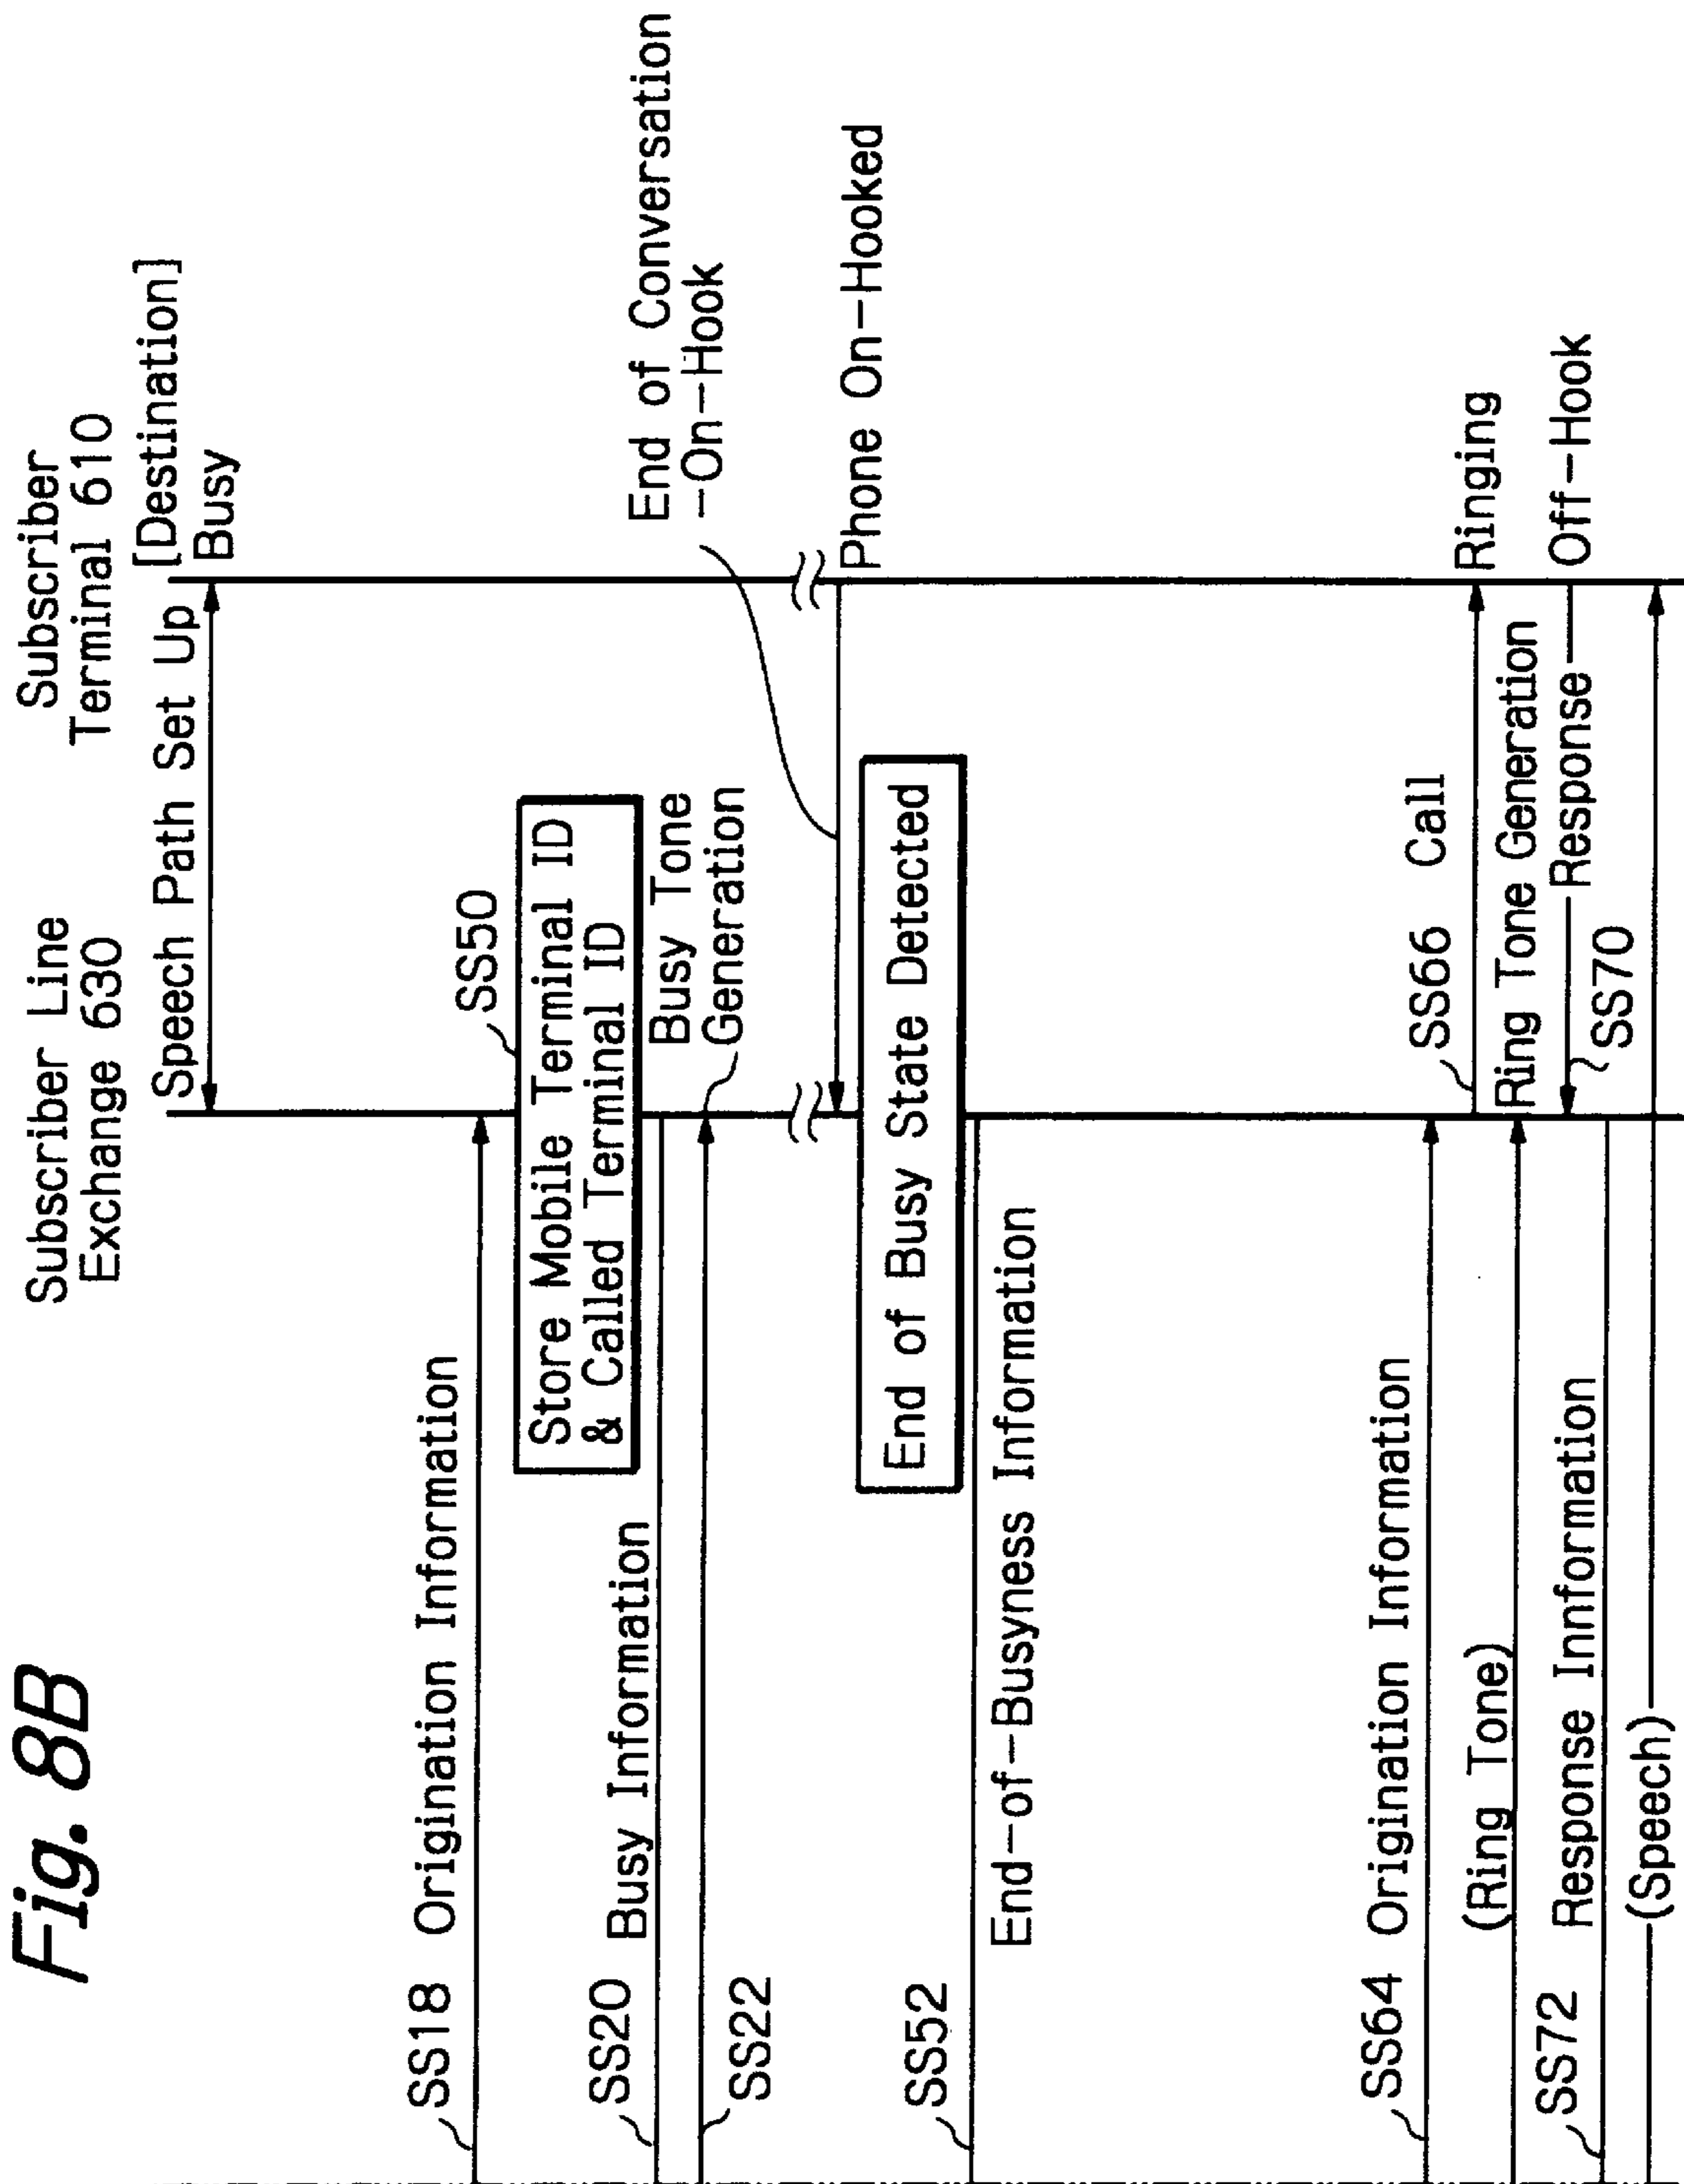 Fig. 8B
Subscriber Line
Exchange 630
Subscriber
Terminal 610
[Destination]
Speech Path Set Up
Busy
SS18 Origination Information
SS50
Store Mobile Terminal ID
& Called Terminal ID
SS20 Busy Information
Busy Tone
Generation
SS22
End of Conversation
--On-Hook
Phone On-Hooked
End of Busy State Detected
SS52
End-of-Busyness Information
SS64 Origination Information
SS66 Call
Ringing
(Ring Tone)
Ring Tone Generation
Response
Off-Hook
SS70
SS72 Response Innformation
(Speech)